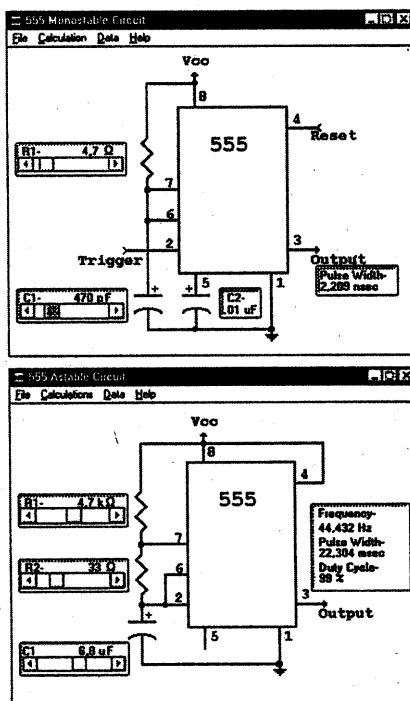 555 Monostable Circuit
File Calculation Data Help
Vcc
8
R1- 4,7 Ω
555
4
Reset
7
6
2
Trigger
3
Output
Pulse Width-
2,209 nsec
C1- 470 pF
5
C2-
,01 uF
1
555 Astable Circuit
File Calculations Data Help
Vcc
8
R1- 4,7 kΩ
555
4
7
R2- 33 Ω
6
2
Frequency-
44,432 Hz
Pulse Width-
22,304 msec
Duty Cycle-
99 %
3
Output
C1 6,8 uF
5
1